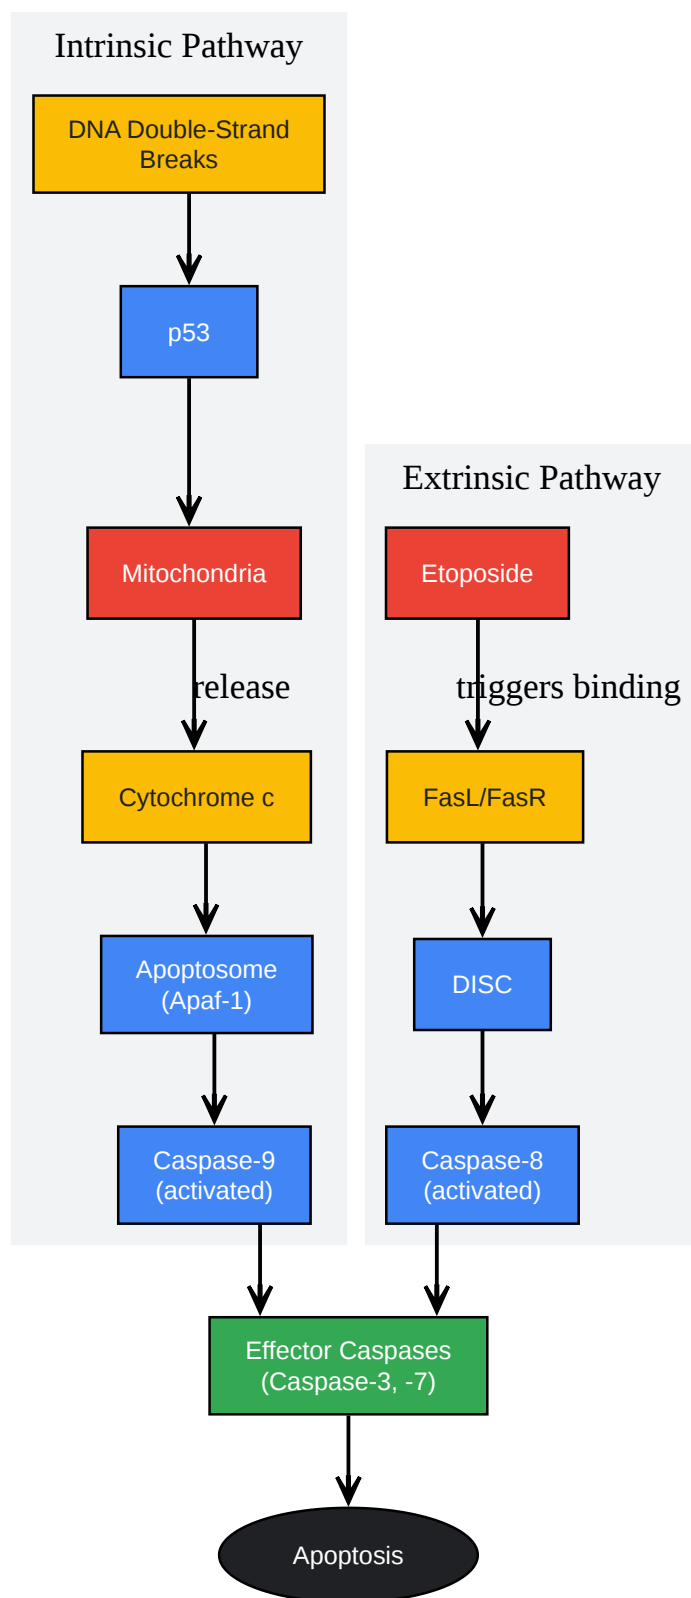 Intrinsic Pathway
DNA Double-Strand
Breaks
p53
Mitochondria
release
Cytochrome c
Apoptosome
(Apaf-1)
Caspase-9
(activated)
Extrinsic Pathway
Etoposide
triggers binding
FasL/FasR
DISC
Caspase-8
(activated)
Effector Caspases
(Caspase-3, -7)
Apoptosis